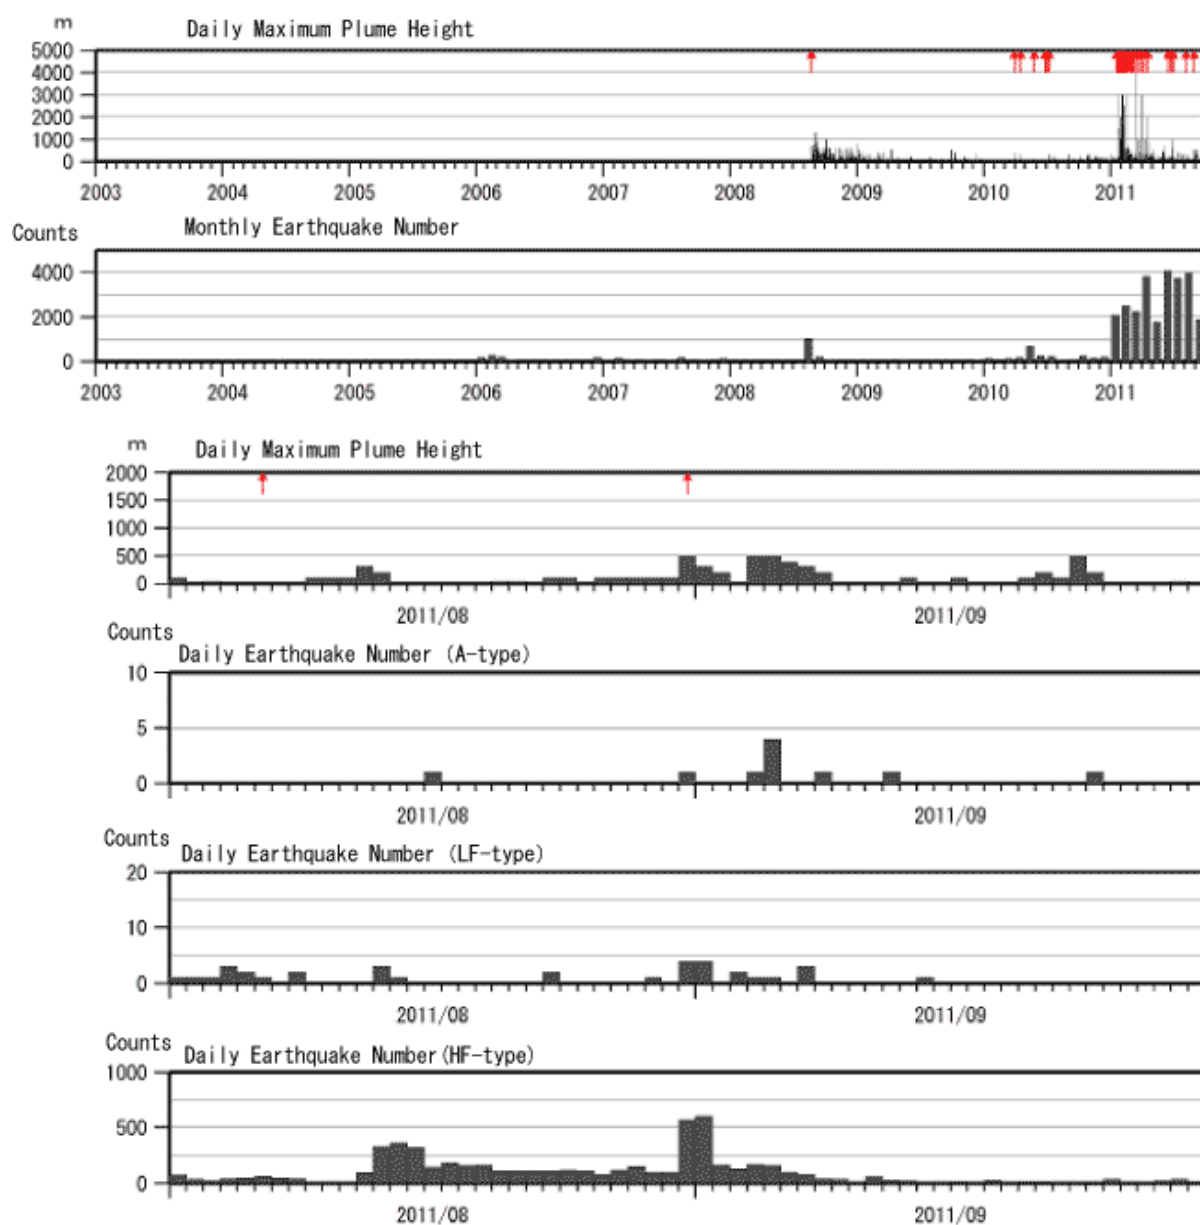 m
Daily Maximum Plume Height
5000
4000
3000
2000
1000
0
2003 2004 2005 2006 2007 2008 2009 2010 2011
Counts
Monthly Earthquake Number
4000
2000
0
2003 2004 2005 2006 2007 2008 2009 2010 2011
m
Daily Maximum Plume Height
2000
1500
1000
500
0
2011/08 2011/09
Counts
Daily Earthquake Number (A-type)
10
5
0
2011/08 2011/09
Counts
Daily Earthquake Number (LF-type)
20
10
0
2011/08 2011/09
Counts
Daily Earthquake Number(HF-type)
1000
500
0
2011/08 2011/09